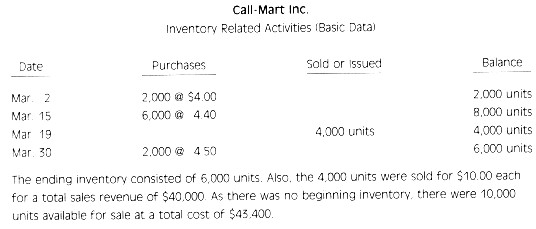 Call-Mart Inc.
Inventory Related Activities (Basic Data)
Date Purchases Sold or Issued Balance
Mar. 2 2,000 @ $4.00 2,000 units
Mar. 15 6,000 @ 4.40 8,000 units
Mar 19 4,000 units 4,000 units
Mar. 30 2,000 @ 4 50 6,000 units
The ending inventory consisted of 6,000 units. Also, the 4,000 units were sold for $10.00 each
for a total sales revenue of $40,000. As there was no beginning inventory, there were 10,000
units available for sale at a total cost of $43,400.